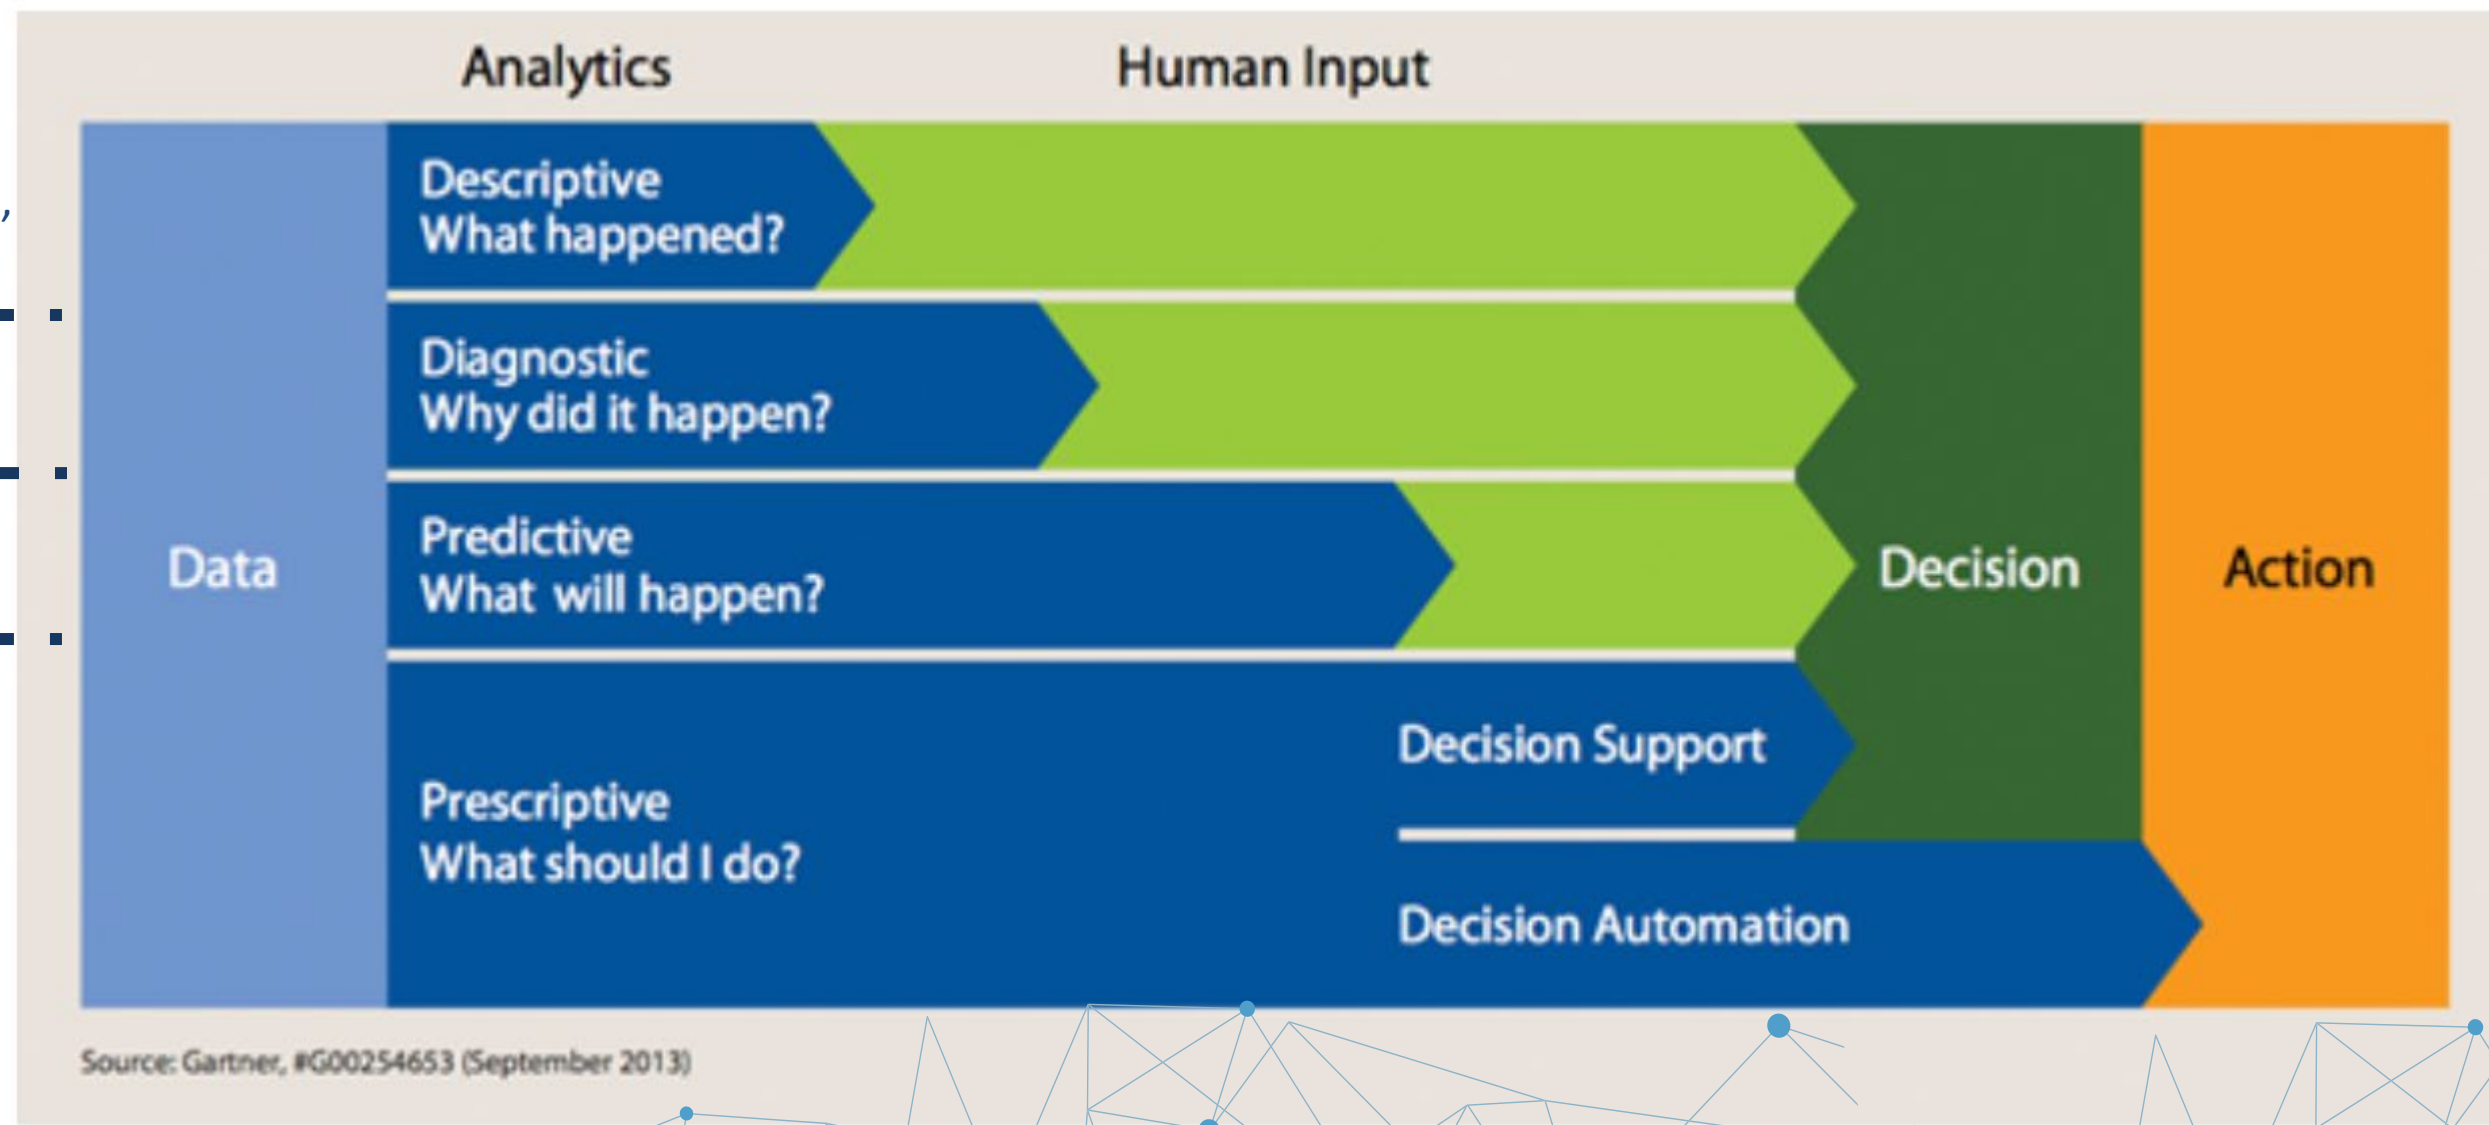 Analytics
Human Input
Descriptive
What happened?
Diagnostic
Why did it happen?
Predictive
What will happen?
Data
Decision
Action
Prescriptive
What should I do?
Decision Support
Decision Automation
Source: Gartner, #G00254653 (September 2013)